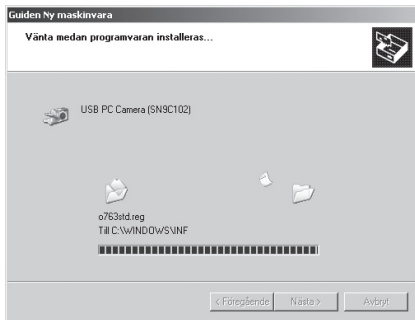 Guiden Ny maskinvara
Vänta medan programvaran installeras...
USB PC Camera (SN9C102)
o763std.reg
Till C:\WINDOWS\INF
< Föregående
Nästa >
Avbryt